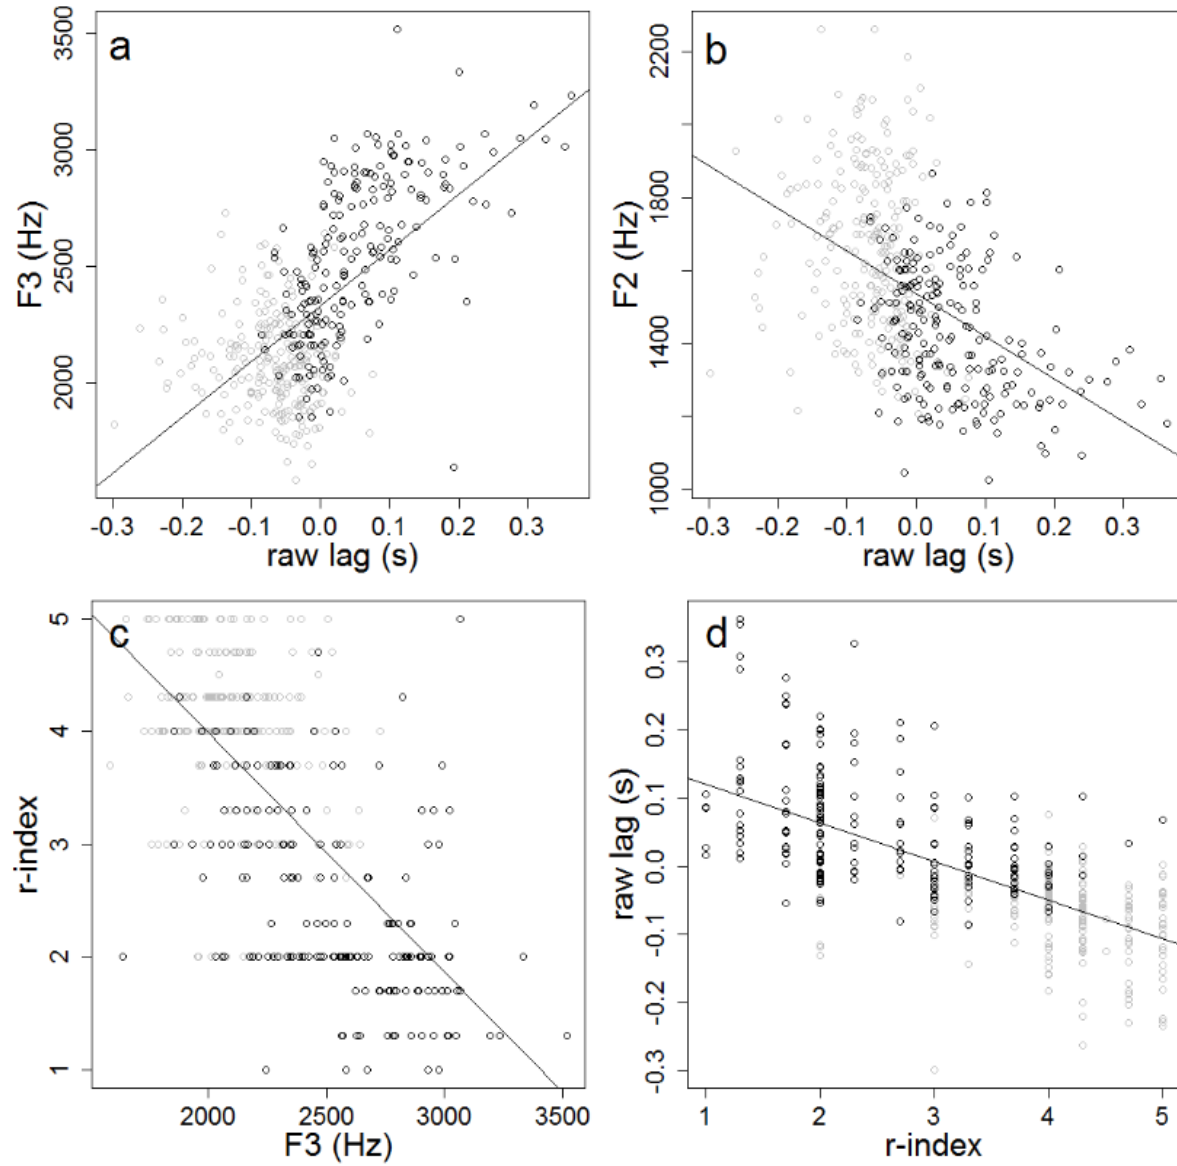 a
F3 (Hz)
3500
3000
2500
2000
-0.3 -0.2 -0.1 0.0 0.1 0.2 0.3
raw lag (s)
b
F2 (Hz)
2200
1800
1400
1000
-0.3 -0.2 -0.1 0.0 0.1 0.2 0.3
raw lag (s)
c
r-index
5
4
3
2
1
2000 2500 3000 3500
F3 (Hz)
d
raw lag (s)
0.3
0.2
0.1
0.0
-0.1
-0.2
-0.3
1 2 3 4 5
r-index